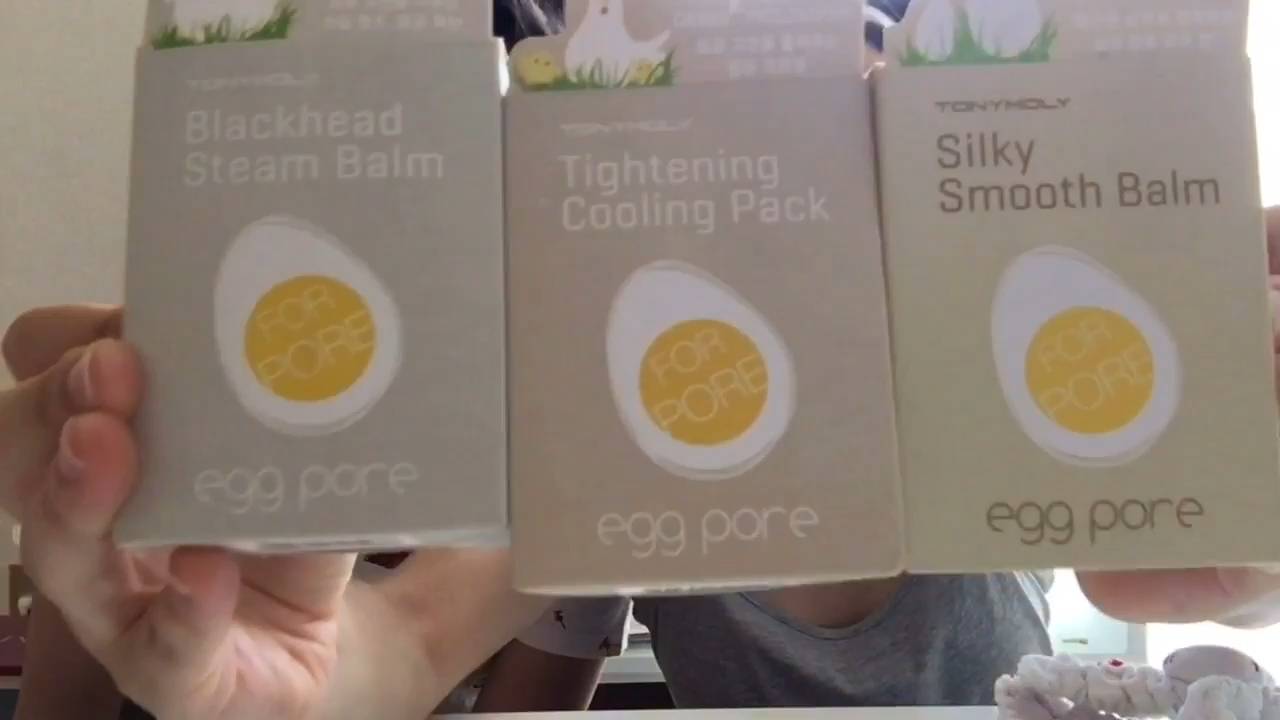 TONYMOLY
Blackhead
Steam Balm
FOR
PORE
egg pore
TONYMOLY
Tightening
Cooling Pack
FOR
PORE
egg pore
TONYMOLY
Silky
Smooth Balm
FOR
PORE
egg pore